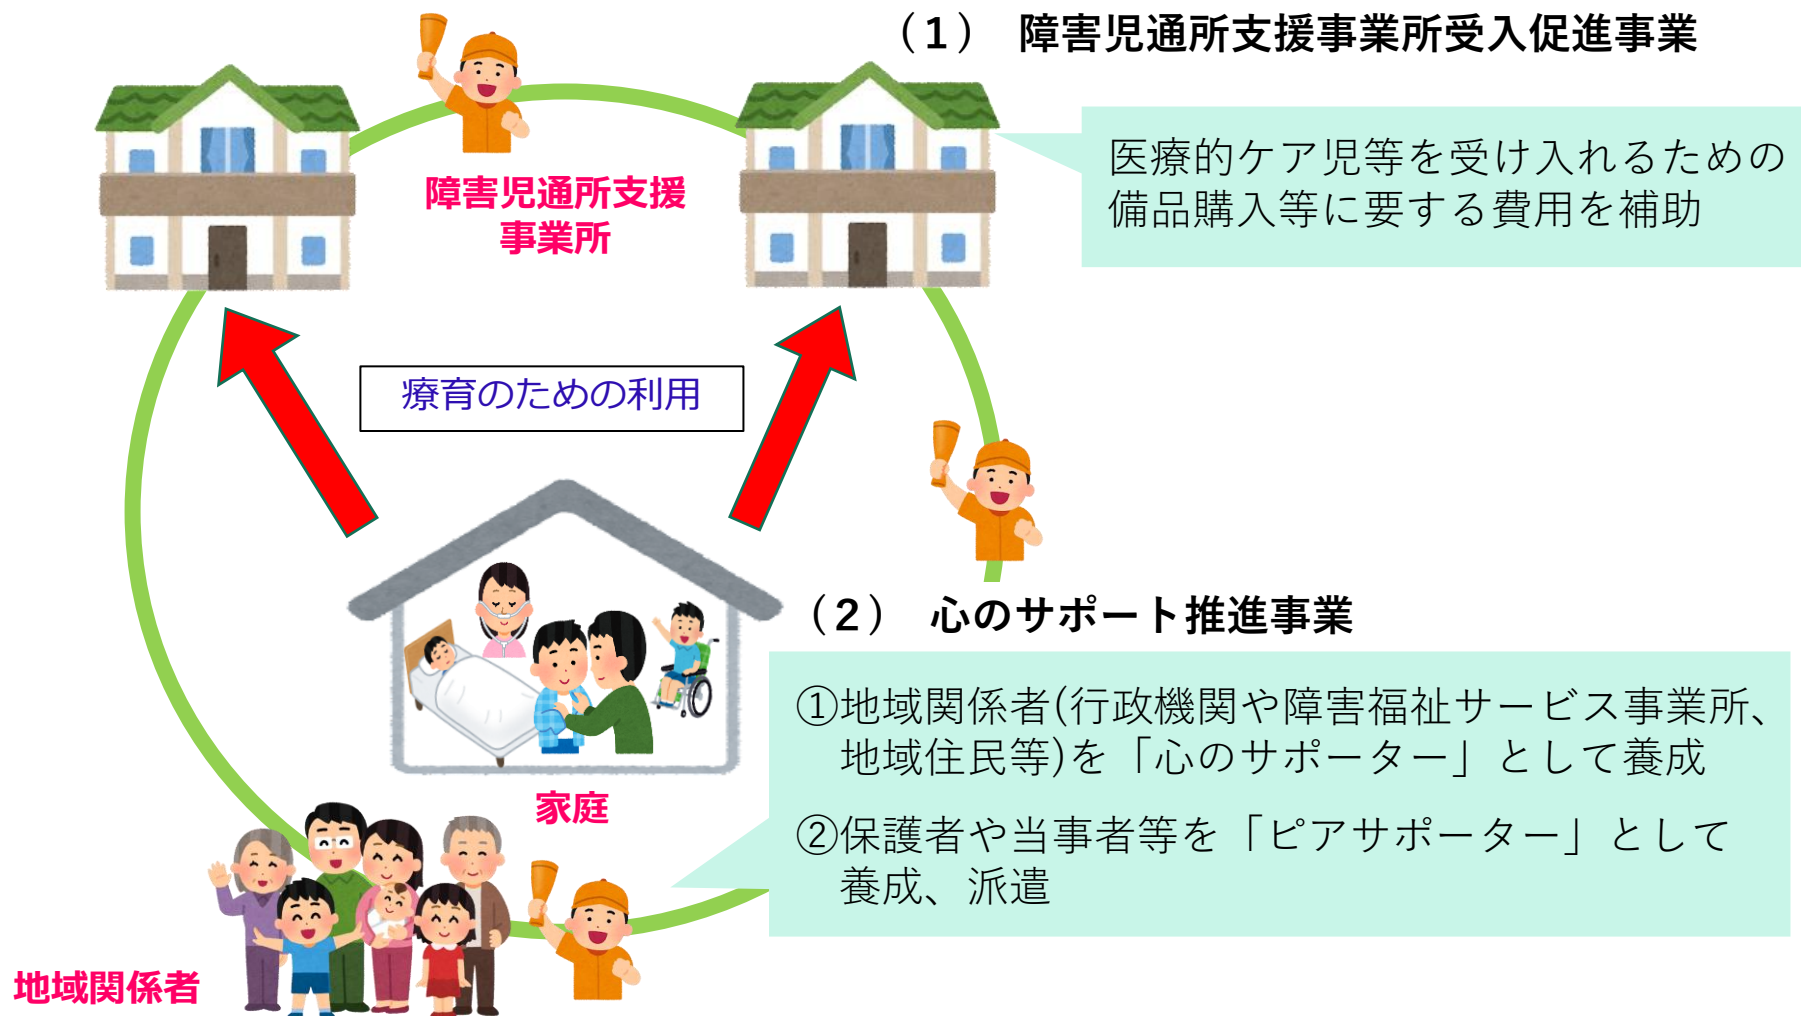 （１）　障害児通所支援事業所受入促進事業
医療的ケア児等を受け入れるための
備品購入等に要する費用を補助
障害児通所支援
事業所
療育のための利用
（２）　心のサポート推進事業
①地域関係者(行政機関や障害福祉サービス事業所、
地域住民等)を「心のサポーター」として養成
②保護者や当事者等を「ピアサポーター」として
養成、派遣
家庭
地域関係者